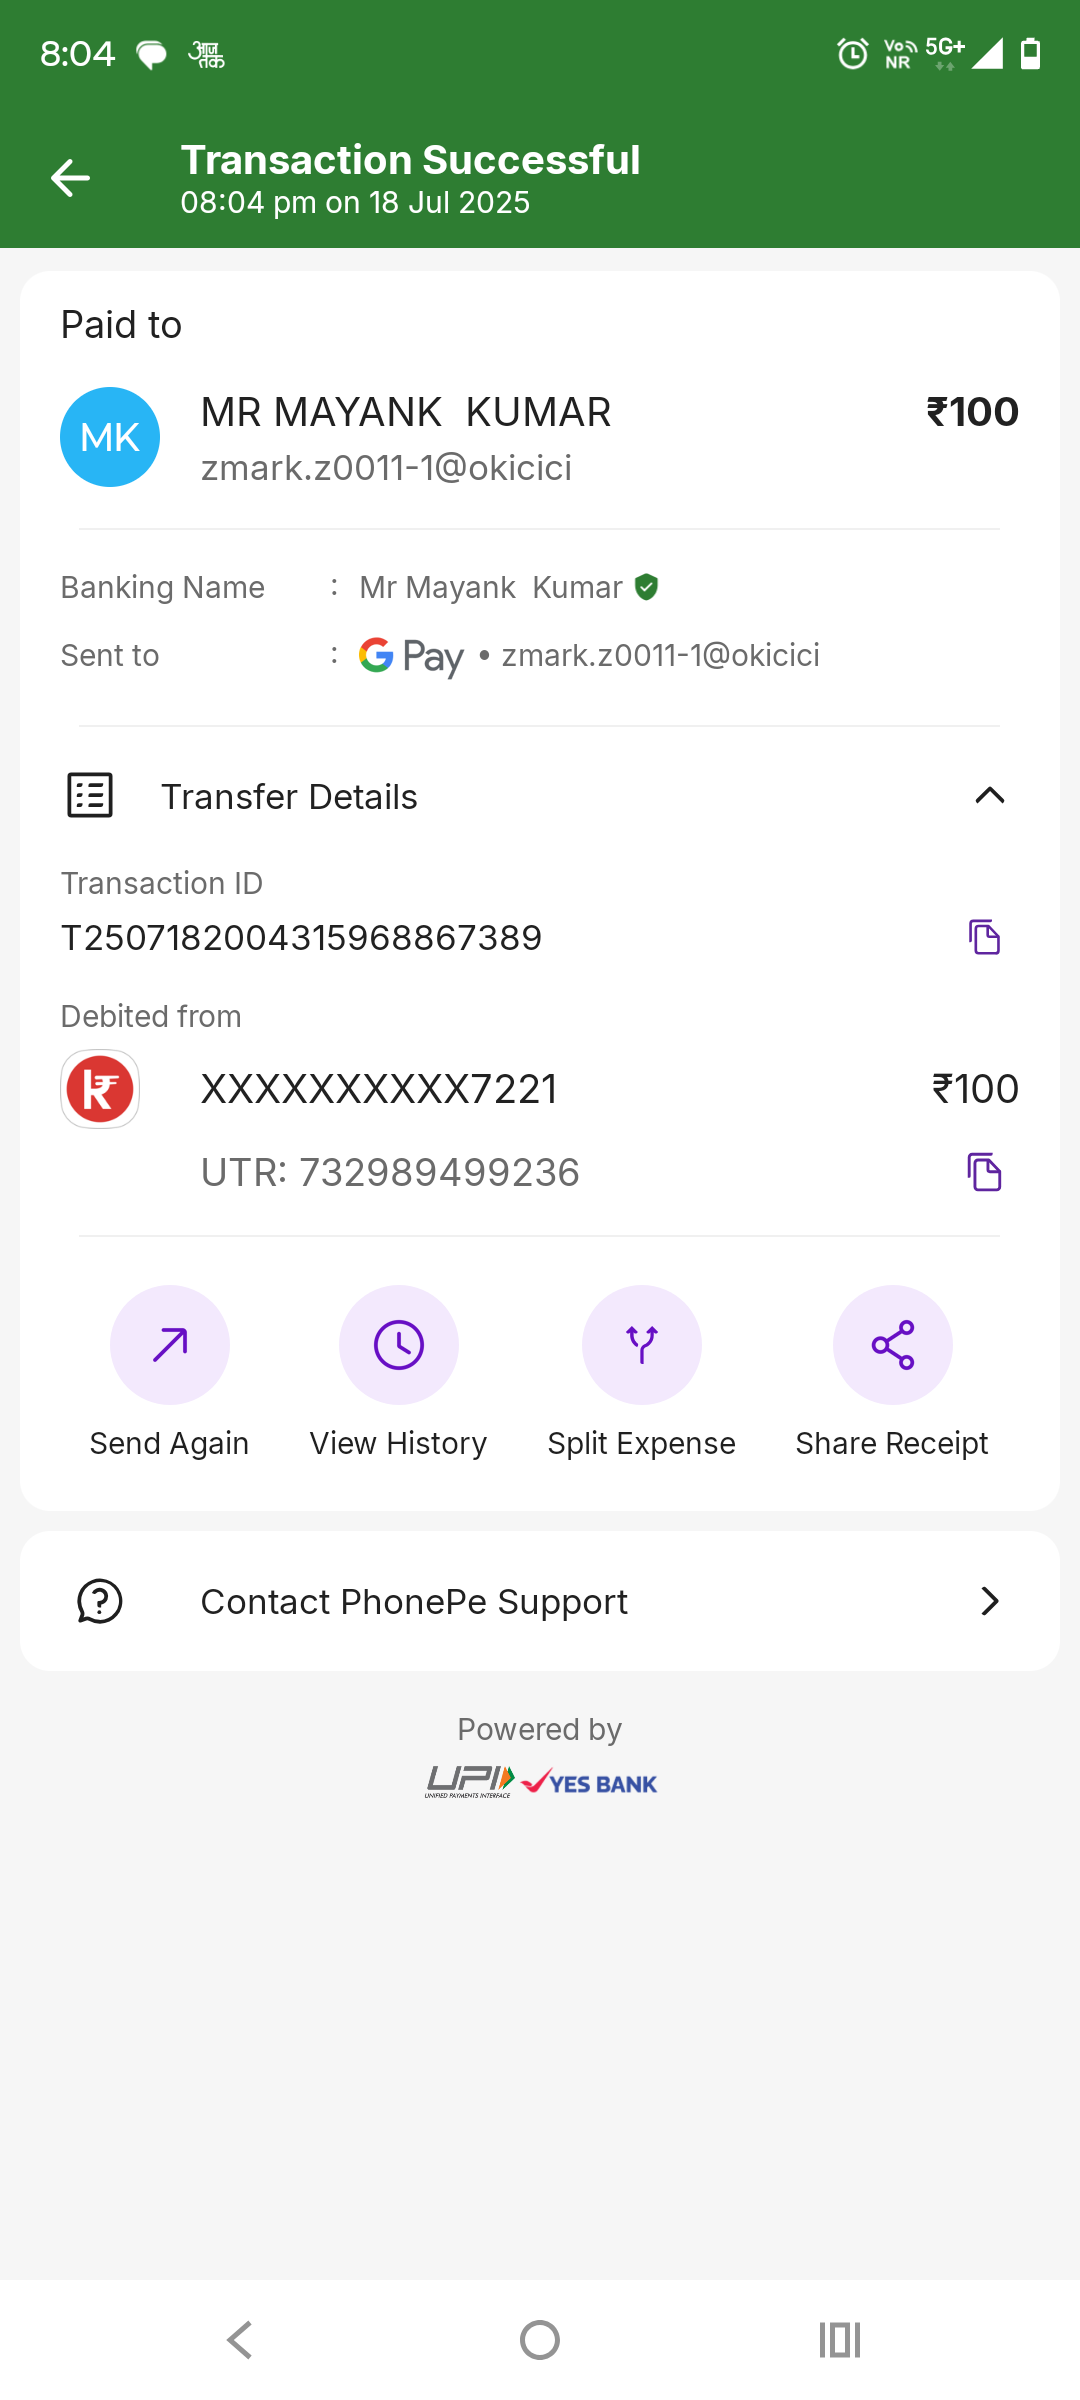 8:04 आज तक Vo NR 5G+
Transaction Successful
08:04 pm on 18 Jul 2025
Paid to
MK MR MAYANK  KUMAR ₹100
zmark.z0011-1@okicici
Banking Name : Mr Mayank  Kumar
Sent to : G Pay • zmark.z0011-1@okicici
Transfer Details
Transaction ID
T2507182004315968867389
Debited from
XXXXXXXXXX7221 ₹100
UTR: 732989499236
Send Again View History Split Expense Share Receipt
Contact PhonePe Support
Powered by
UPI YES BANK
UNIFIED PAYMENTS INTERFACE